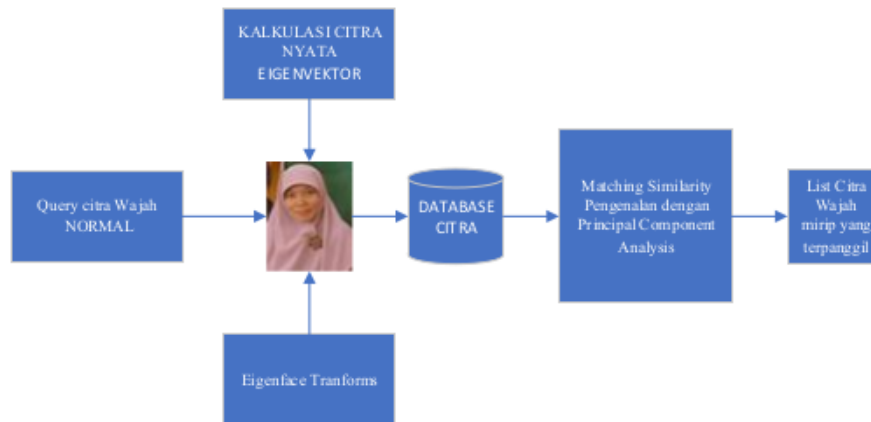 KALKULASI CITRA
NYATA
EIGENVEKTOR
Query citra Wajah
NORMAL
DATABASE
CITRA
Matching Similarity
Pengenalan dengan
Principal Component
Analysis
List Citra
Wajah
mirip yang
terpanggil
Eigenface Tranforms